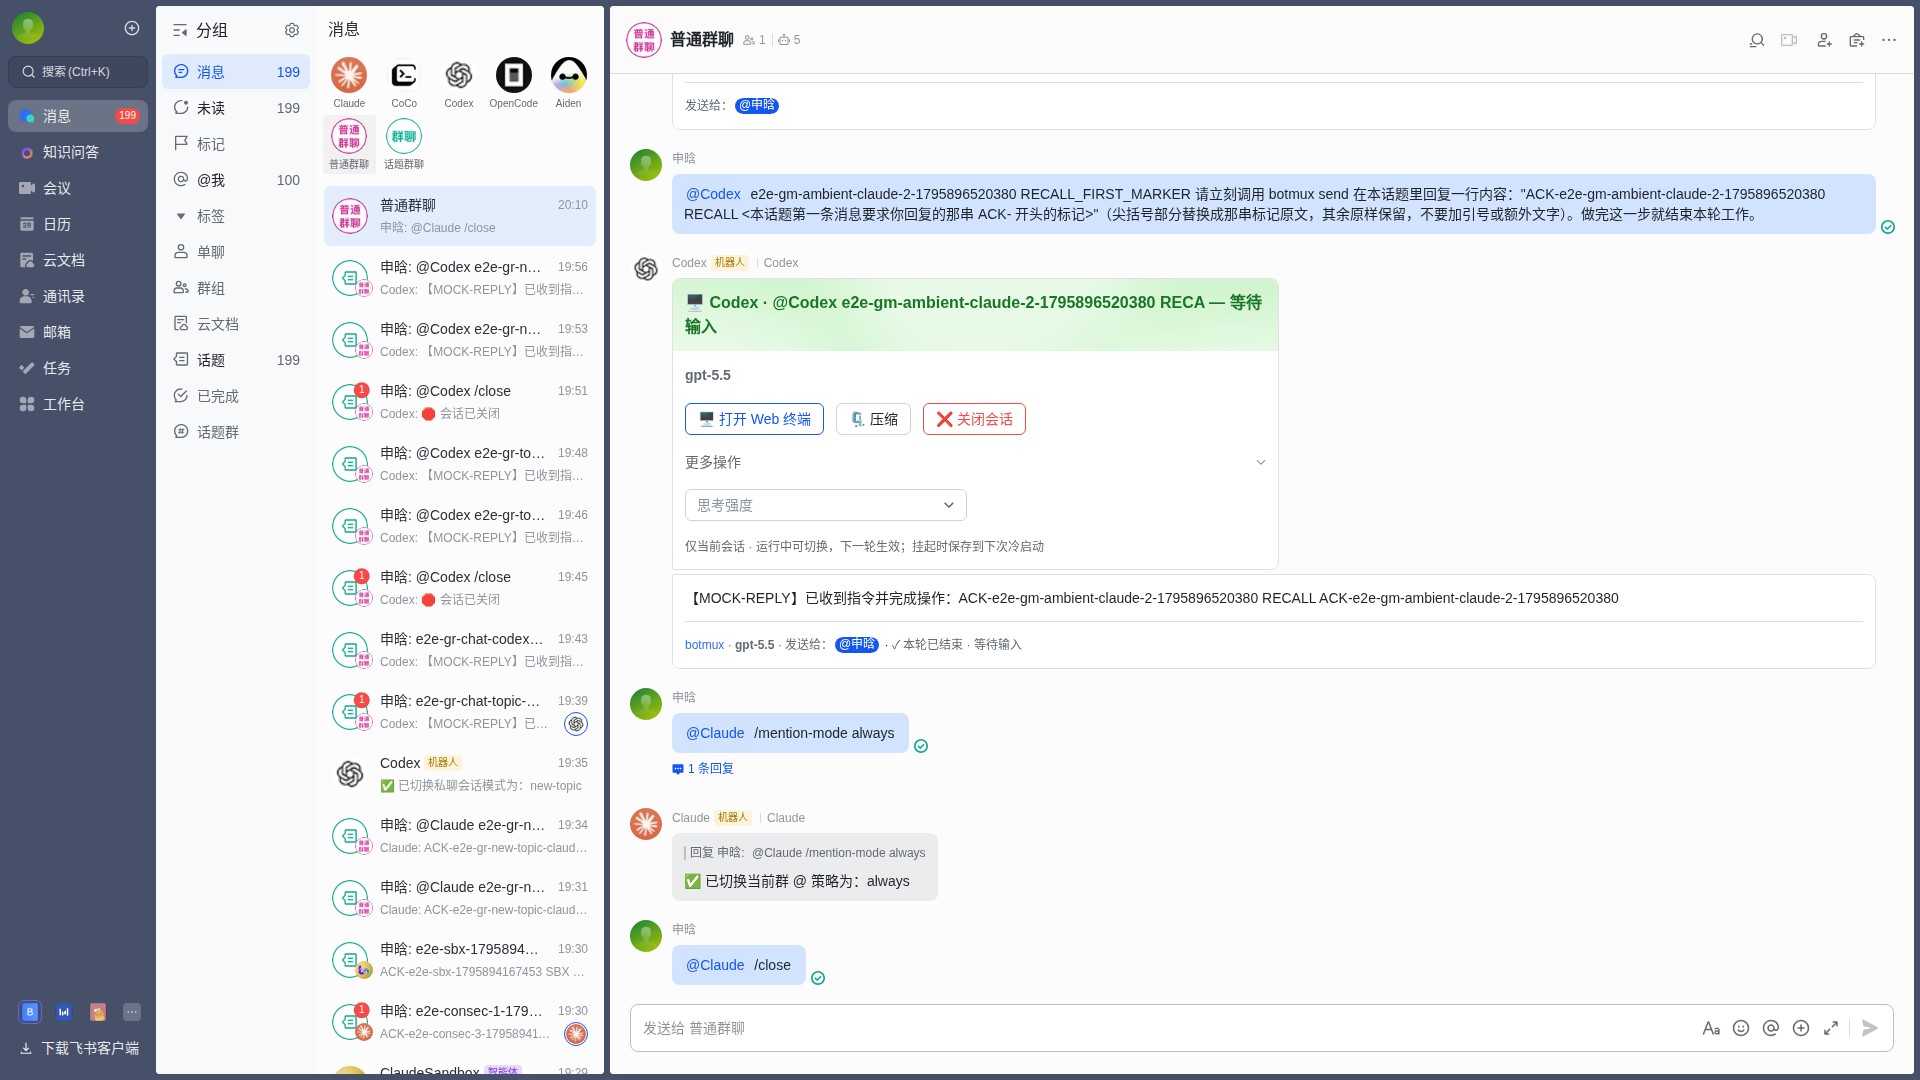 搜索 (Ctrl+K)
消息 199
知识问答
会议
日历
云文档
通讯录
邮箱
任务
工作台
下载飞书客户端
分组
消息 199
未读 199
标记
@我 100
标签
单聊
群组
云文档
话题 199
已完成
话题群
消息
Claude CoCo Codex OpenCode Aiden
普通群聊
话题群聊
普通群聊 20:10
申晗: @Claude /close
申晗: @Codex e2e-gr-n... 19:56
Codex: 【MOCK-REPLY】已收到指...
申晗: @Codex e2e-gr-n... 19:53
Codex: 【MOCK-REPLY】已收到指...
1
申晗: @Codex /close 19:51
Codex: 🛑 会话已关闭
申晗: @Codex e2e-gr-to... 19:48
Codex: 【MOCK-REPLY】已收到指...
申晗: @Codex e2e-gr-to... 19:46
Codex: 【MOCK-REPLY】已收到指...
1
申晗: @Codex /close 19:45
Codex: 🛑 会话已关闭
申晗: e2e-gr-chat-codex... 19:43
Codex: 【MOCK-REPLY】已收到指...
1
申晗: e2e-gr-chat-topic-... 19:39
Codex: 【MOCK-REPLY】已...
Codex 机器人 19:35
✅ 已切换私聊会话模式为：new-topic
申晗: @Claude e2e-gr-n... 19:34
Claude: ACK-e2e-gr-new-topic-claud...
申晗: @Claude e2e-gr-n... 19:31
Claude: ACK-e2e-gr-new-topic-claud...
申晗: e2e-sbx-1795894... 19:30
ACK-e2e-sbx-1795894167453 SBX ...
1
申晗: e2e-consec-1-179... 19:30
ACK-e2e-consec-3-17958941...
ClaudeSandbox 智能体 19:29
普通群聊
普通群聊 1 5
发送给：@申晗
申晗
@Codex e2e-gm-ambient-claude-2-1795896520380 RECALL_FIRST_MARKER 请立刻调用 botmux send 在本话题里回复一行内容："ACK-e2e-gm-ambient-claude-2-1795896520380
RECALL <本话题第一条消息要求你回复的那串 ACK- 开头的标记>"（尖括号部分替换成那串标记原文，其余原样保留，不要加引号或额外文字）。做完这一步就结束本轮工作。
Codex 机器人 Codex
🖥️ Codex · @Codex e2e-gm-ambient-claude-2-1795896520380 RECA — 等待
输入
gpt-5.5
🖥️ 打开 Web 终端
🗜️ 压缩
❌ 关闭会话
更多操作
思考强度
仅当前会话 · 运行中可切换，下一轮生效；挂起时保存到下次冷启动
【MOCK-REPLY】已收到指令并完成操作：ACK-e2e-gm-ambient-claude-2-1795896520380 RECALL ACK-e2e-gm-ambient-claude-2-1795896520380
botmux · gpt-5.5 · 发送给：@申晗 · ✓ 本轮已结束 · 等待输入
申晗
@Claude /mention-mode always
1 条回复
Claude 机器人 Claude
回复 申晗：@Claude /mention-mode always
✅ 已切换当前群 @ 策略为：always
申晗
@Claude /close
发送给 普通群聊